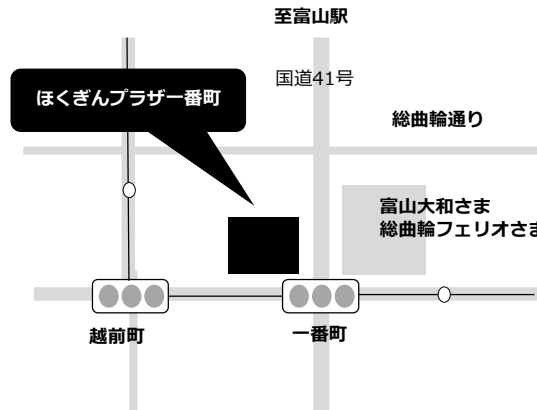 至富山駅
国道41号
ほくぎんプラザ一番町
総曲輪通り
富山大和さま
総曲輪フェリオさま
越前町
一番町